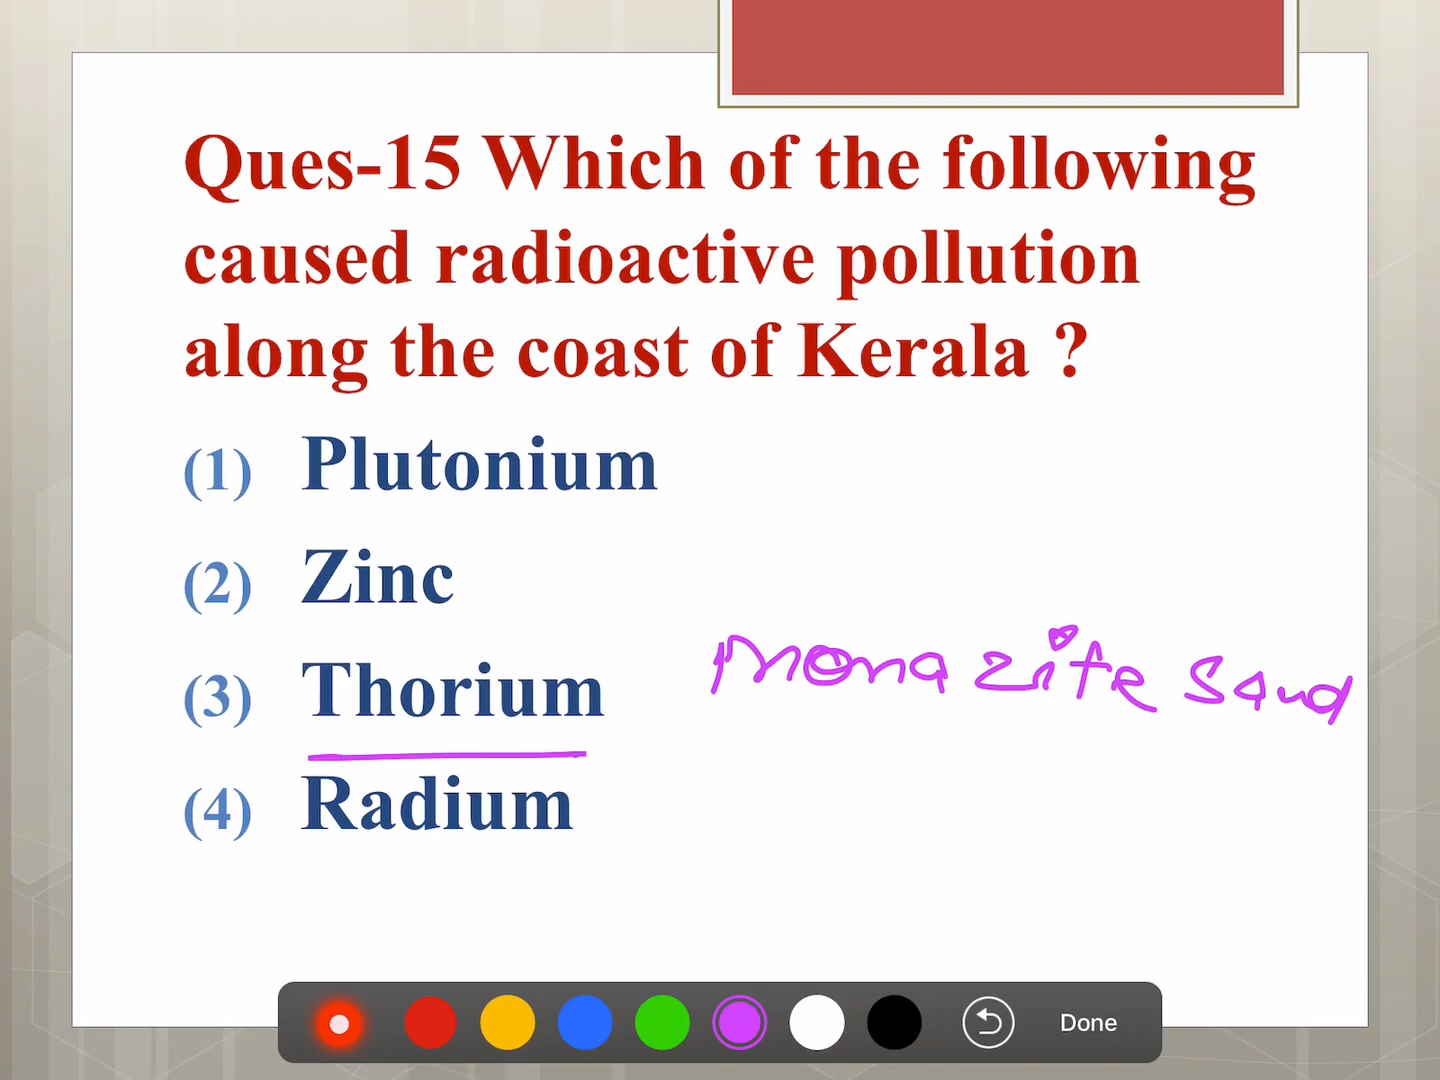 Ques-15 Which of the following
caused radioactive pollution
along the coast of Kerala ?
(1) Plutonium
(2) Zinc
(3) Thorium
Monazite Sand
(4) Radium
Done